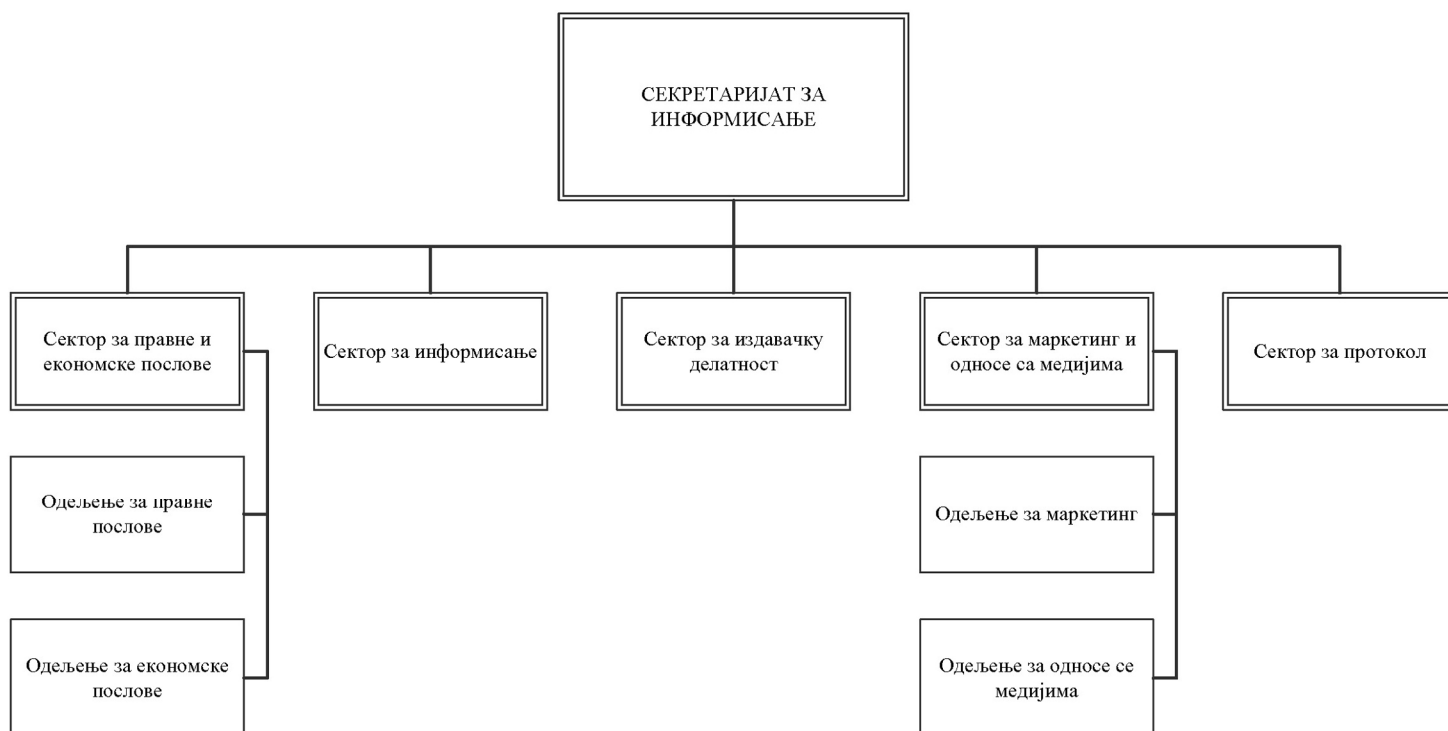 СЕКРЕТАРИЈАТ ЗА
ИНФОРМИСАЊЕ
Сектор за правне и
економске послове
Сектор за информисање
Сектор за издавачку
делатност
Сектор за маркетинг и
односе са медијима
Сектор за протокол
Одељење за правне
послове
Одељење за маркетинг
Одељење за економске
послове
Одељење за односе се
медијима